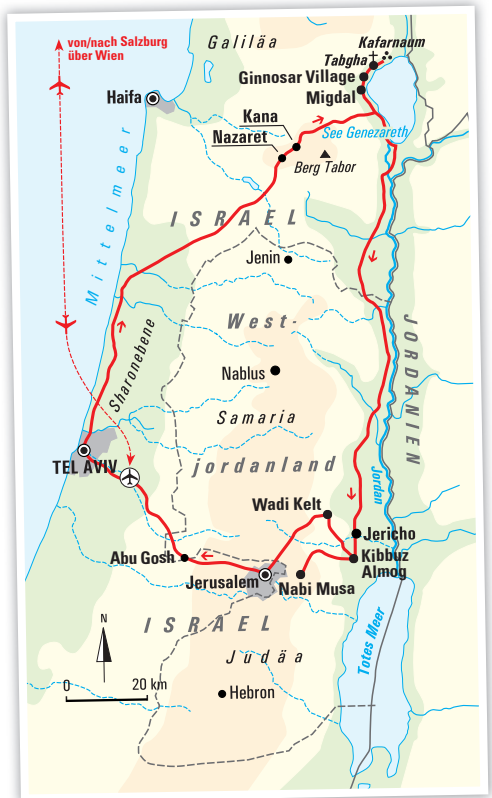 von/nach Salzburg
über Wien
Galiläa
Kafarnaum
Tabgha
Ginnosar Village
Migdal
Haifa
Kana
Nazaret
See Genezareth
Berg Tabor
Mittelmeer
ISRAEL
Jenin
West-
JORDANIEN
Sharonebene
Nablus
Samaria
TEL AVIV
jordanland
Jordan
Wadi Kelt
Jericho
Abu Gosh
Kibbuz
Almog
Jerusalem
Nabi Musa
ISRAEL
N
Totes Meer
Judäa
0 20 km
Hebron